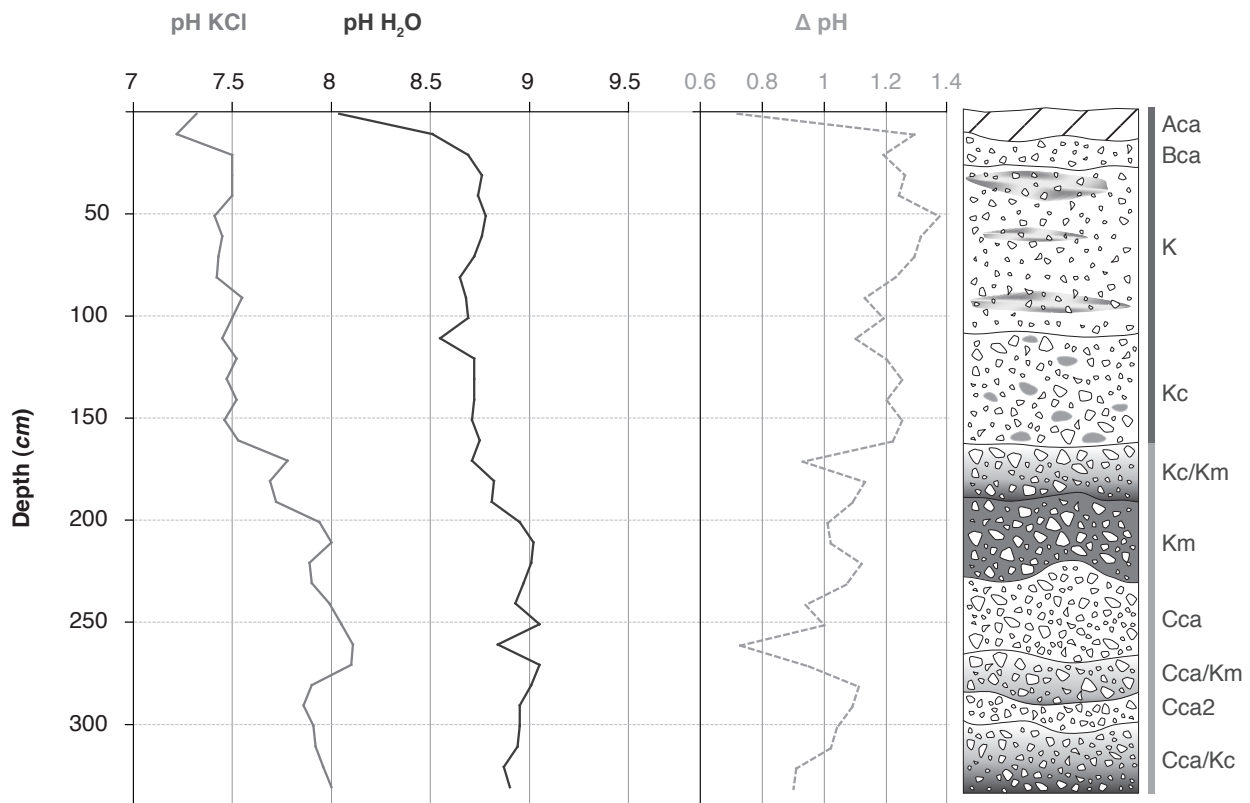 pH KCl pH H₂O Δ pH
7 7.5 8 8.5 9 9.5 0.6 0.8 1 1.2 1.4
Aca
Bca
50
K
100
Kc
150
Kc/Km
200
Km
250
Cca
Cca/Km
Cca2
300
Cca/Kc
Depth (cm)